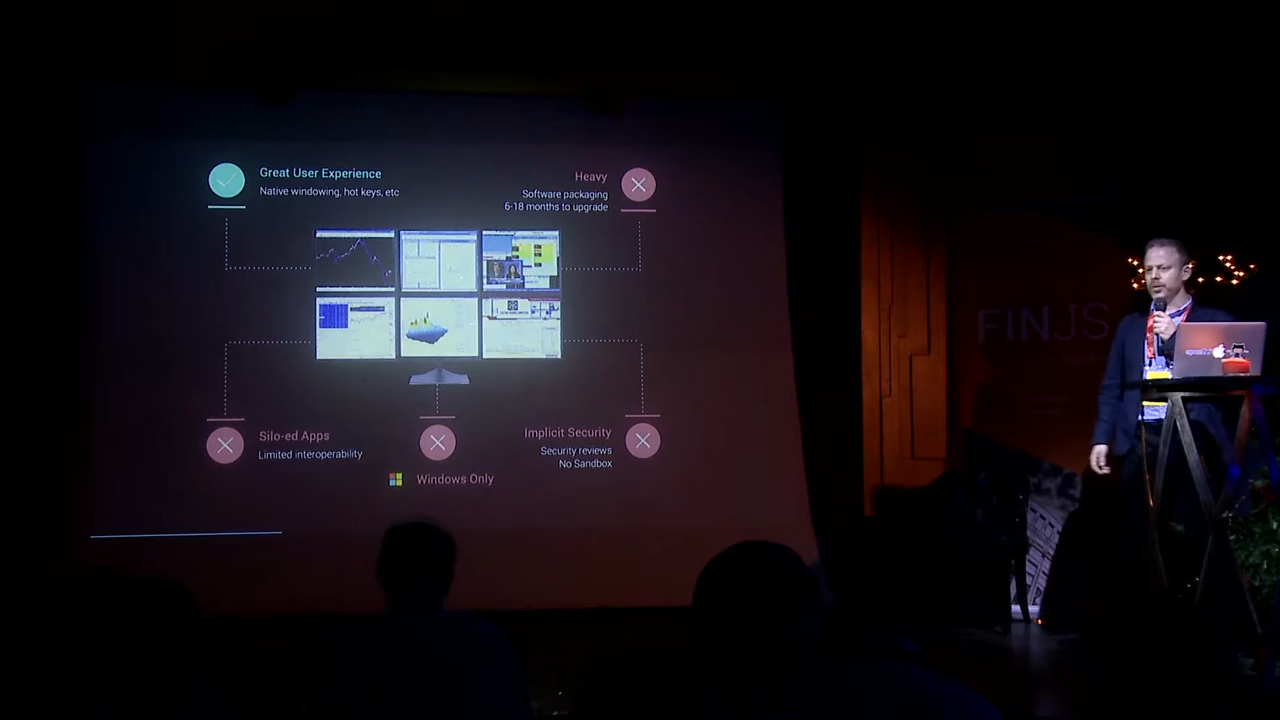 Great User Experience
Native windowing, hot keys, etc
Heavy
Software packaging
6-18 months to upgrade
Silo-ed Apps
Limited interoperability
Windows Only
Implicit Security
Security reviews
No Sandbox
FINJS